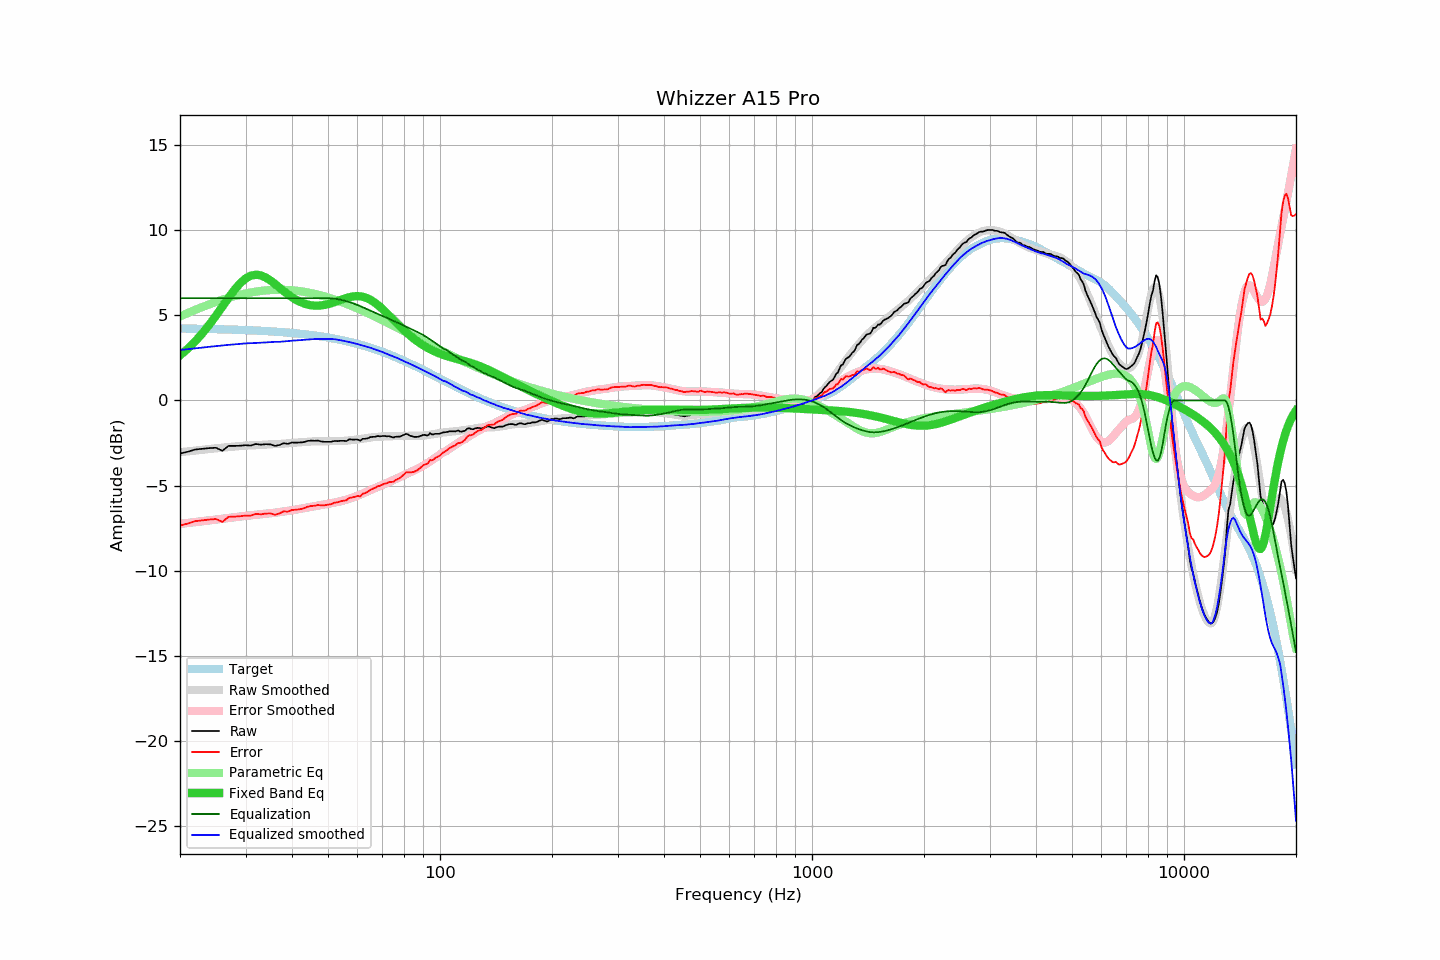 Whizzer A15 Pro
15
10
5
0
−5
−10
−15
−20
−25
Amplitude (dBr)
Target
Raw Smoothed
Error Smoothed
Raw
Error
Parametric Eq
Fixed Band Eq
Equalization
Equalized smoothed
100
1000
10000
Frequency (Hz)